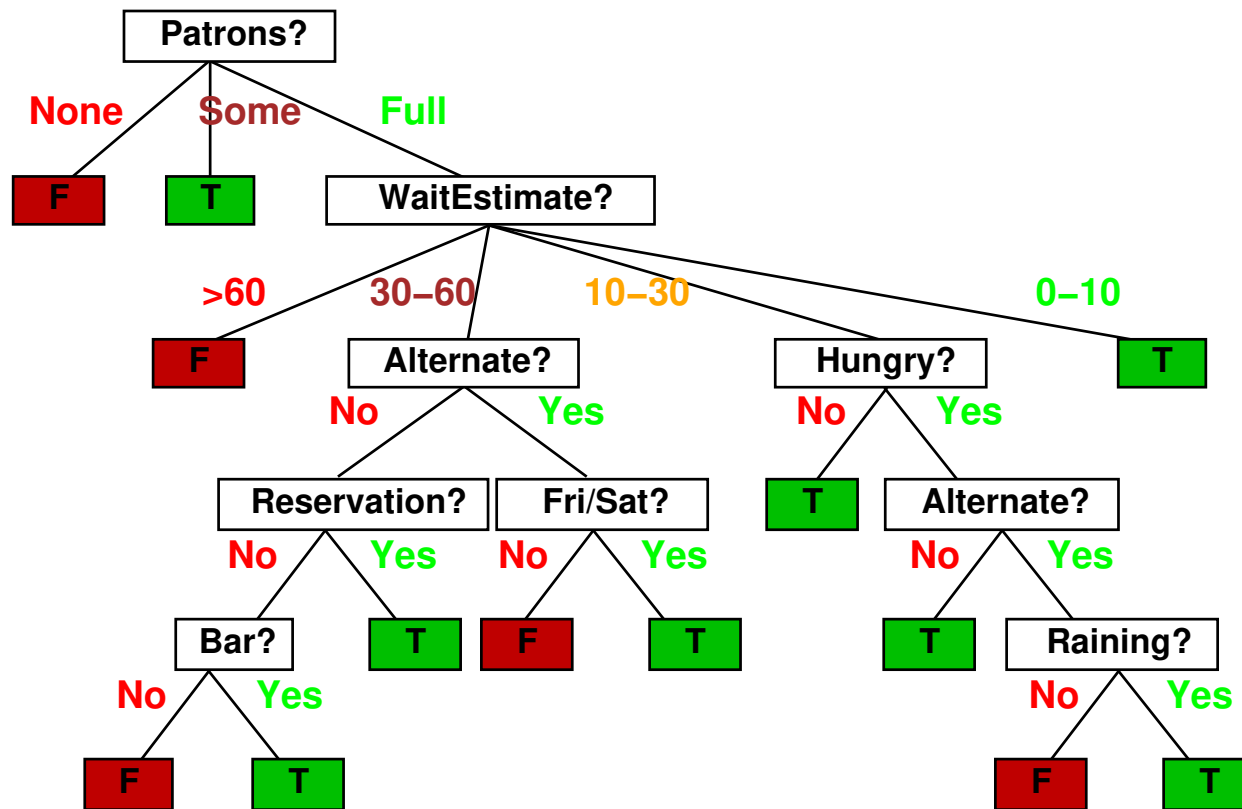 Patrons?
None Some Full
F T WaitEstimate?
>60 30−60 10−30 0−10
F Alternate? Hungry? T
No Yes No Yes
Reservation? Fri/Sat? T Alternate?
No Yes No Yes No Yes
Bar? T F T T Raining?
No Yes No Yes
F T F T